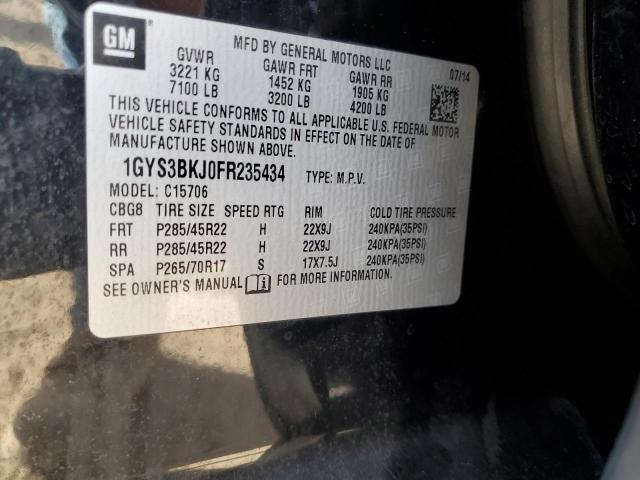 GM
MFD BY GENERAL MOTORS LLC
GVWR GAWR FRT GAWR RR 07/14
3221 KG 1452 KG 1905 KG
7100 LB 3200 LB 4200 LB
THIS VEHICLE CONFORMS TO ALL APPLICABLE U.S. FEDERAL MOTOR
VEHICLE SAFETY STANDARDS IN EFFECT ON THE DATE OF
MANUFACTURE SHOWN ABOVE.
1GYS3BKJ0FR235434 TYPE: M.P.V.
MODEL: C15706
CBG8 TIRE SIZE SPEED RTG RIM COLD TIRE PRESSURE
FRT P285/45R22 H 22X9J 240KPA(35PSI)
RR P285/45R22 H 22X9J 240KPA(35PSI)
SPA P265/70R17 S 17X7.5J 240KPA(35PSI)
SEE OWNER'S MANUAL FOR MORE INFORMATION.